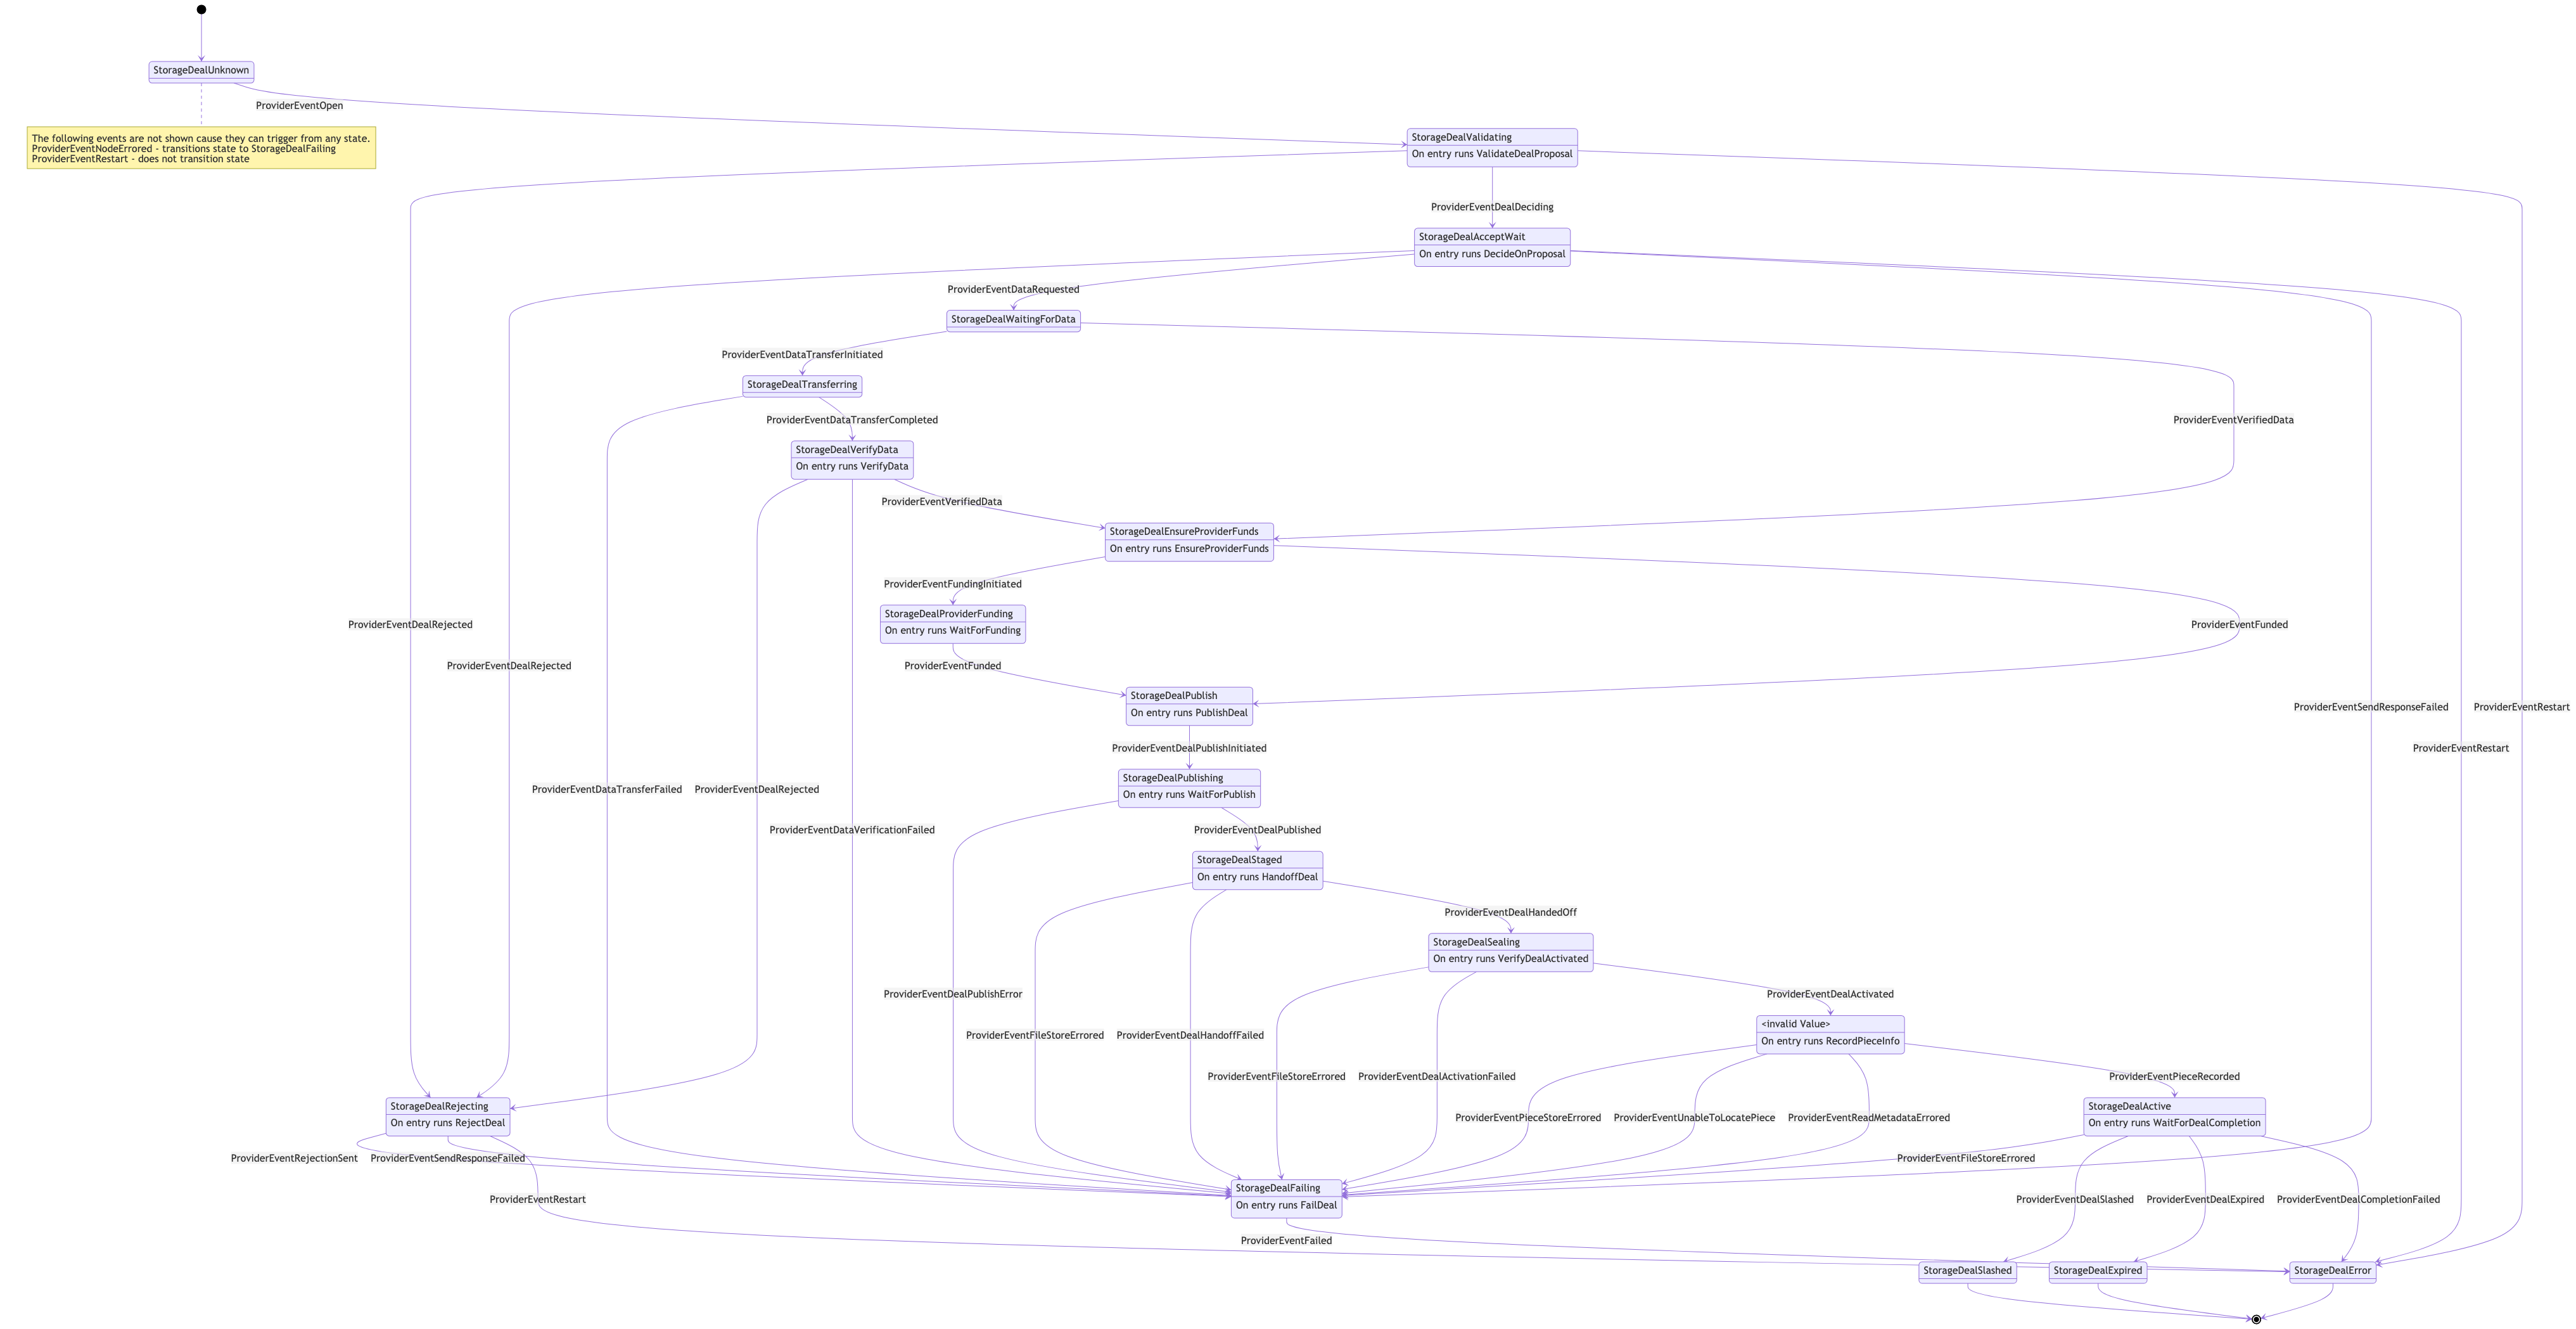 StorageDealUnknown
ProviderEventOpen
The following events are not shown cause they can trigger from any state.
ProviderEventNodeErrored - transitions state to StorageDealFailing
ProviderEventRestart - does not transition state
StorageDealValidating
On entry runs ValidateDealProposal
ProviderEventDealDeciding
StorageDealAcceptWait
On entry runs DecideOnProposal
ProviderEventDataRequested
StorageDealWaitingForData
ProviderEventDataTransferInitiated
StorageDealTransferring
ProviderEventDataTransferCompleted
ProviderEventVerifiedData
StorageDealVerifyData
On entry runs VerifyData
ProviderEventVerifiedData
StorageDealEnsureProviderFunds
On entry runs EnsureProviderFunds
ProviderEventFundingInitiated
StorageDealProviderFunding
On entry runs WaitForFunding
ProviderEventDealRejected
ProviderEventFunded
ProviderEventDealRejected
ProviderEventFunded
StorageDealPublish
On entry runs PublishDeal
ProviderEventSendResponseFailed
ProviderEventRestart
ProviderEventDealPublishInitiated
ProviderEventRestart
StorageDealPublishing
On entry runs WaitForPublish
ProviderEventDataTransferFailed
ProviderEventDealRejected
ProviderEventDataVerificationFailed
ProviderEventDealPublished
StorageDealStaged
On entry runs HandoffDeal
ProviderEventDealHandedOff
StorageDealSealing
On entry runs VerifyDealActivated
ProviderEventDealPublishError
ProviderEventDealActivated
<invalid Value>
On entry runs RecordPieceInfo
ProviderEventFileStoreErrored
ProviderEventDealHandoffFailed
ProviderEventFileStoreErrored
ProviderEventDealActivationFailed
ProviderEventPieceRecorded
StorageDealRejecting
On entry runs RejectDeal
ProviderEventPieceStoreErrored
ProviderEventUnableToLocatePiece
ProviderEventReadMetadataErrored
StorageDealActive
On entry runs WaitForDealCompletion
ProviderEventRejectionSent
ProviderEventSendResponseFailed
ProviderEventFileStoreErrored
StorageDealFailing
On entry runs FailDeal
ProviderEventRestart
ProviderEventDealSlashed
ProviderEventDealExpired
ProviderEventDealCompletionFailed
ProviderEventFailed
StorageDealSlashed
StorageDealExpired
StorageDealError